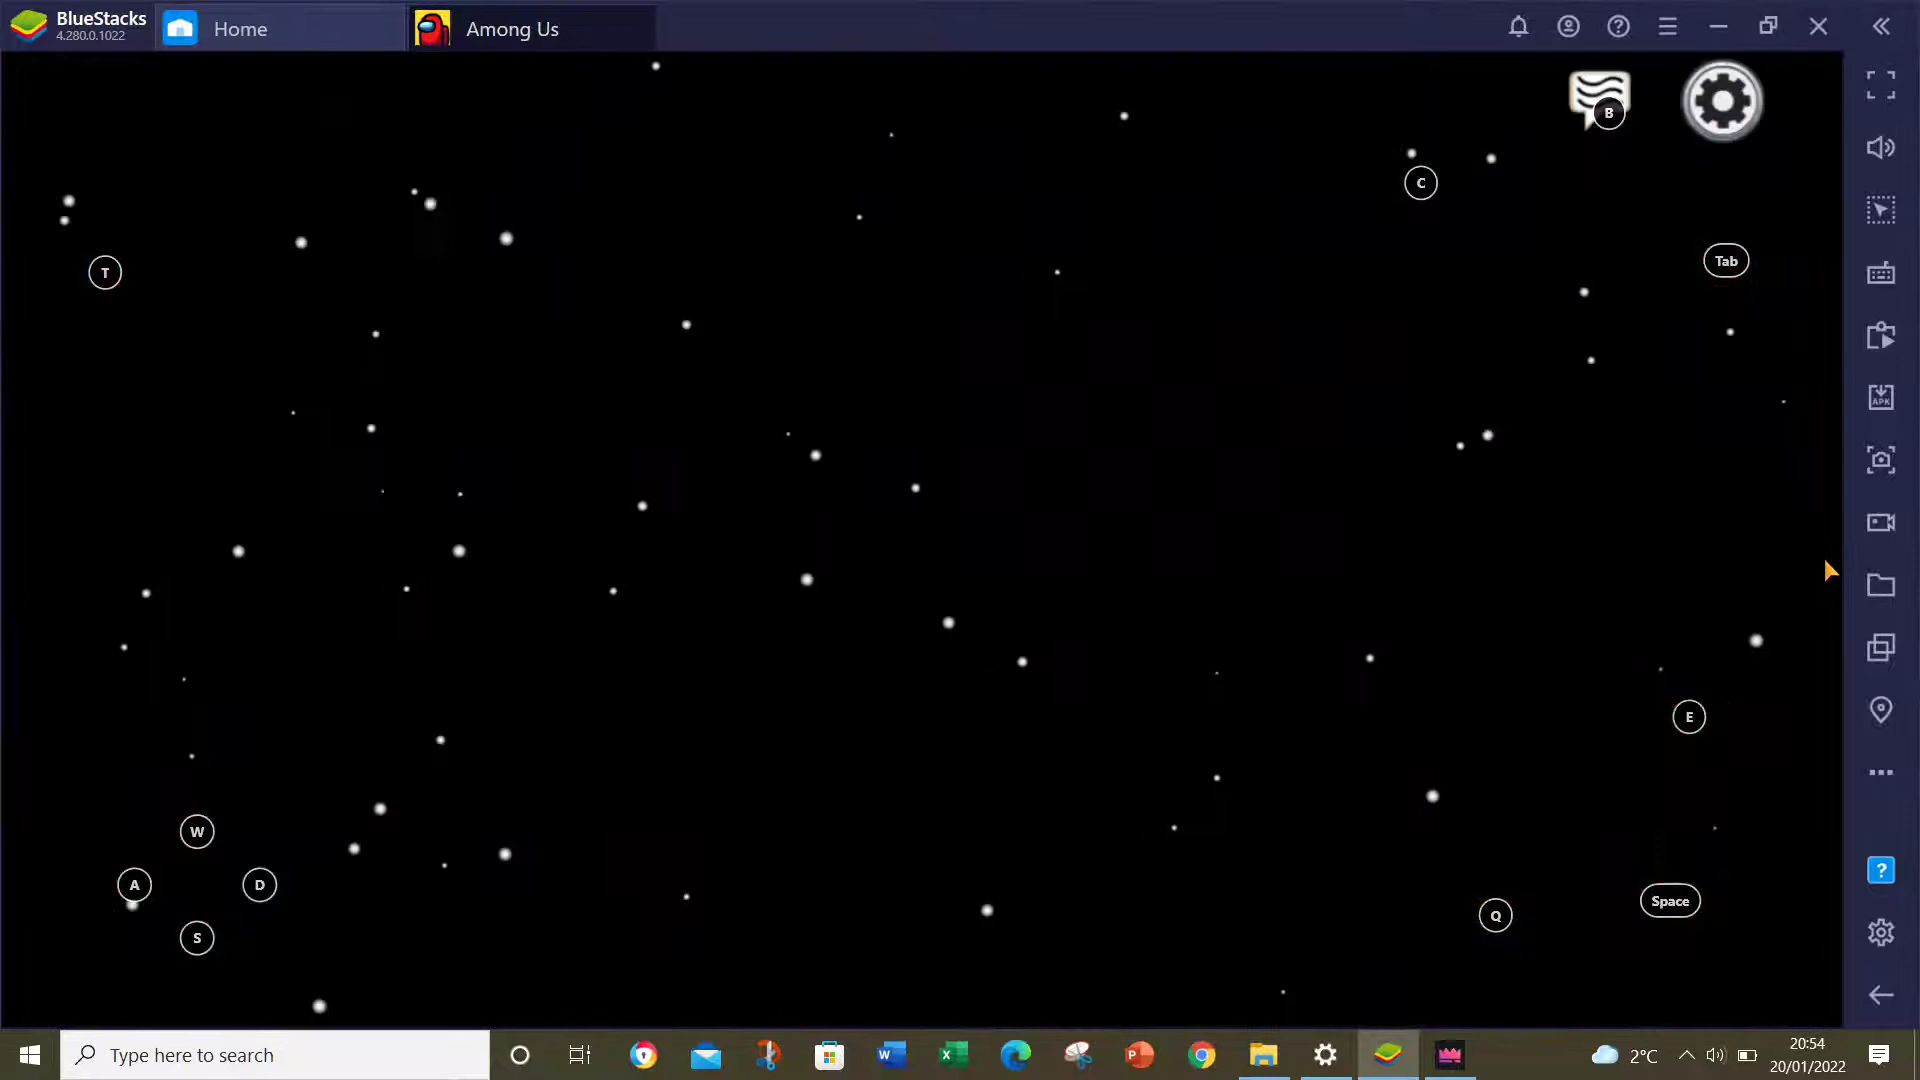 BlueStacks
4.280.0.1022
Home
Among Us
B
C
T
Tab
E
W
A
D
S
Q
Space
APK
?
Type here to search
W
X
P
2°C
20:54
20/01/2022